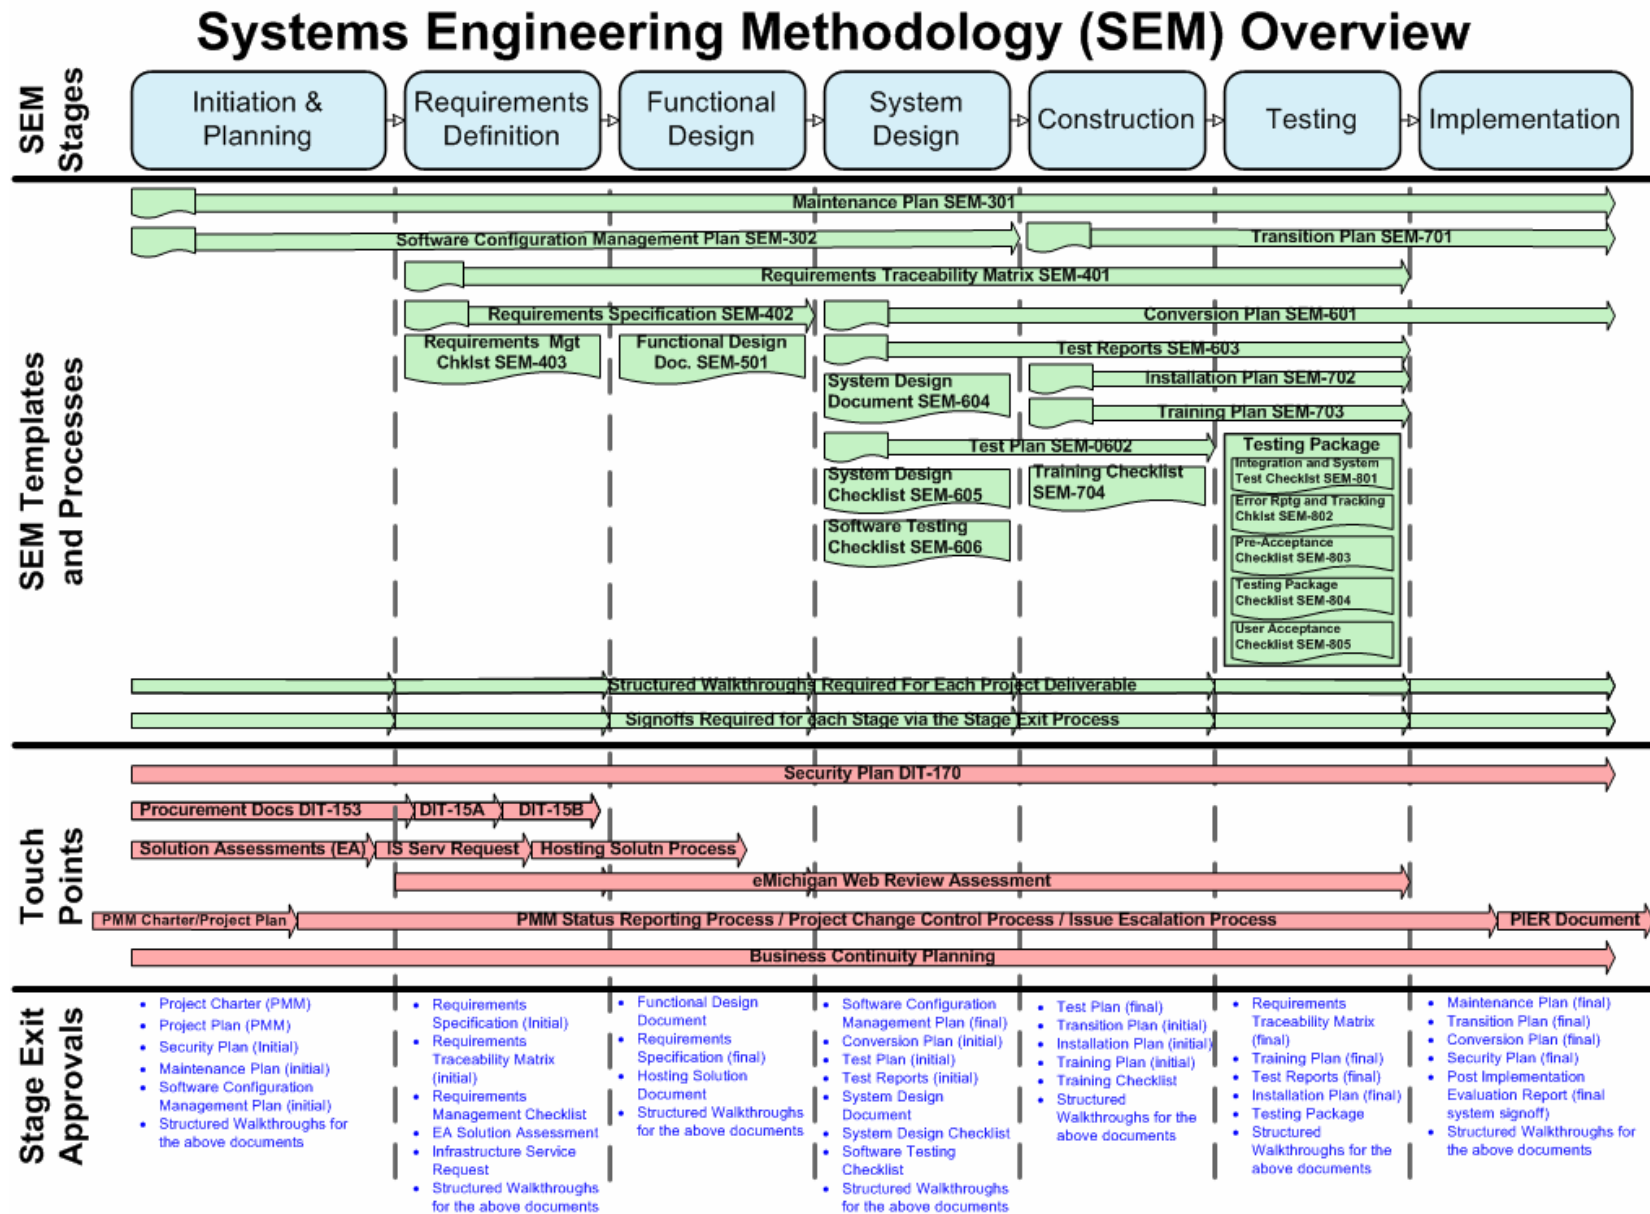 Systems Engineering Methodology (SEM) Overview
SEM
Stages
Initiation &
Planning
Requirements
Definition
Functional
Design
System
Design
Construction
Testing
Implementation
SEM Templates
and Processes
Maintenance Plan SEM-301
Software Configuration Management Plan SEM-302
Transition Plan SEM-701
Requirements Traceability Matrix SEM-401
Requirements Specification SEM-402
Conversion Plan SEM-601
Requirements Mgt
Chklst SEM-403
Functional Design
Doc. SEM-501
Test Reports SEM-603
System Design
Document SEM-604
Installation Plan SEM-702
Training Plan SEM-703
Test Plan SEM-0602
System Design
Checklist SEM-605
Training Checklist
SEM-704
Software Testing
Checklist SEM-606
Testing Package
Integration and System
Test Checklst SEM-801
Error Rptg and Tracking
Chklst SEM-802
Pre-Acceptance
Checklist SEM-803
Testing Package
Checklist SEM-804
User Acceptance
Checklist SEM-805
Structured Walkthroughs Required For Each Project Deliverable
Signoffs Required for each Stage via the Stage Exit Process
Touch
Points
Security Plan DIT-170
Procurement Docs DIT-153
DIT-15A
DIT-15B
Solution Assessments (EA)
IS Serv Request
Hosting Solutn Process
eMichigan Web Review Assessment
PMM Charter/Project Plan
PMM Status Reporting Process / Project Change Control Process / Issue Escalation Process
PIER Document
Business Continuity Planning
Stage Exit
Approvals
• Project Charter (PMM)
• Project Plan (PMM)
• Security Plan (Initial)
• Maintenance Plan (initial)
• Software Configuration
Management Plan (initial)
• Structured Walkthroughs for
the above documents
• Requirements
Specification (Initial)
• Requirements
Traceability Matrix
(initial)
• Requirements
Management Checklist
• EA Solution Assessment
• Infrastructure Service
Request
• Structured Walkthroughs
for the above documents
• Functional Design
Document
• Requirements
Specification (final)
• Hosting Solution
Document
• Structured Walkthroughs
for the above documents
• Software Configuration
Management Plan (final)
• Conversion Plan (initial)
• Test Plan (initial)
• Test Reports (initial)
• System Design
Document
• System Design Checklist
• Software Testing
Checklist
• Structured Walkthroughs
for the above documents
• Test Plan (final)
• Transition Plan (initial)
• Installation Plan (initial)
• Training Plan (initial)
• Training Checklist
• Structured
Walkthroughs for the
above documents
• Requirements
Traceability Matrix
(final)
• Training Plan (final)
• Test Reports (final)
• Installation Plan (final)
• Testing Package
• Structured
Walkthroughs for the
above documents
• Maintenance Plan (final)
• Transition Plan (final)
• Conversion Plan (final)
• Security Plan (final)
• Post Implementation
Evaluation Report (final
system signoff)
• Structured Walkthroughs for
the above documents